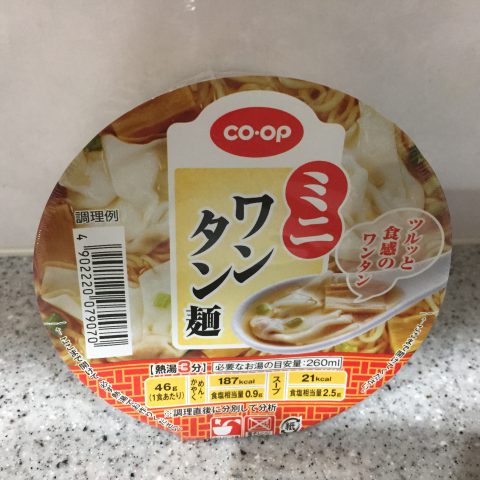 CO·OP
ミニ
ワンタン麺
ツルッと
食感の
ワンタン
調理例
4902220079070
【熱湯3分】必要なお湯の目安量:260ml
46g
(1食あたり)
めん・
かやく
187kcal
食塩相当量0.9g
スープ
21kcal
食塩相当量2.5g
※調理直後に分別して分析
紙